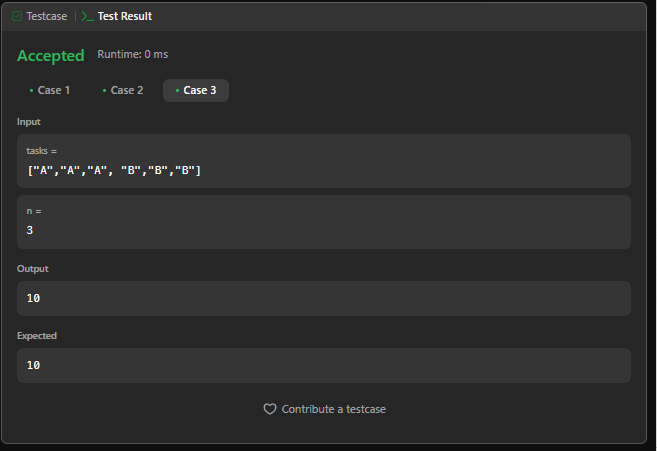 Testcase | >_ Test Result
Accepted Runtime: 0 ms
• Case 1 • Case 2 • Case 3
Input
tasks =
["A","A","A", "B","B","B"]
n =
3
Output
10
Expected
10
Contribute a testcase